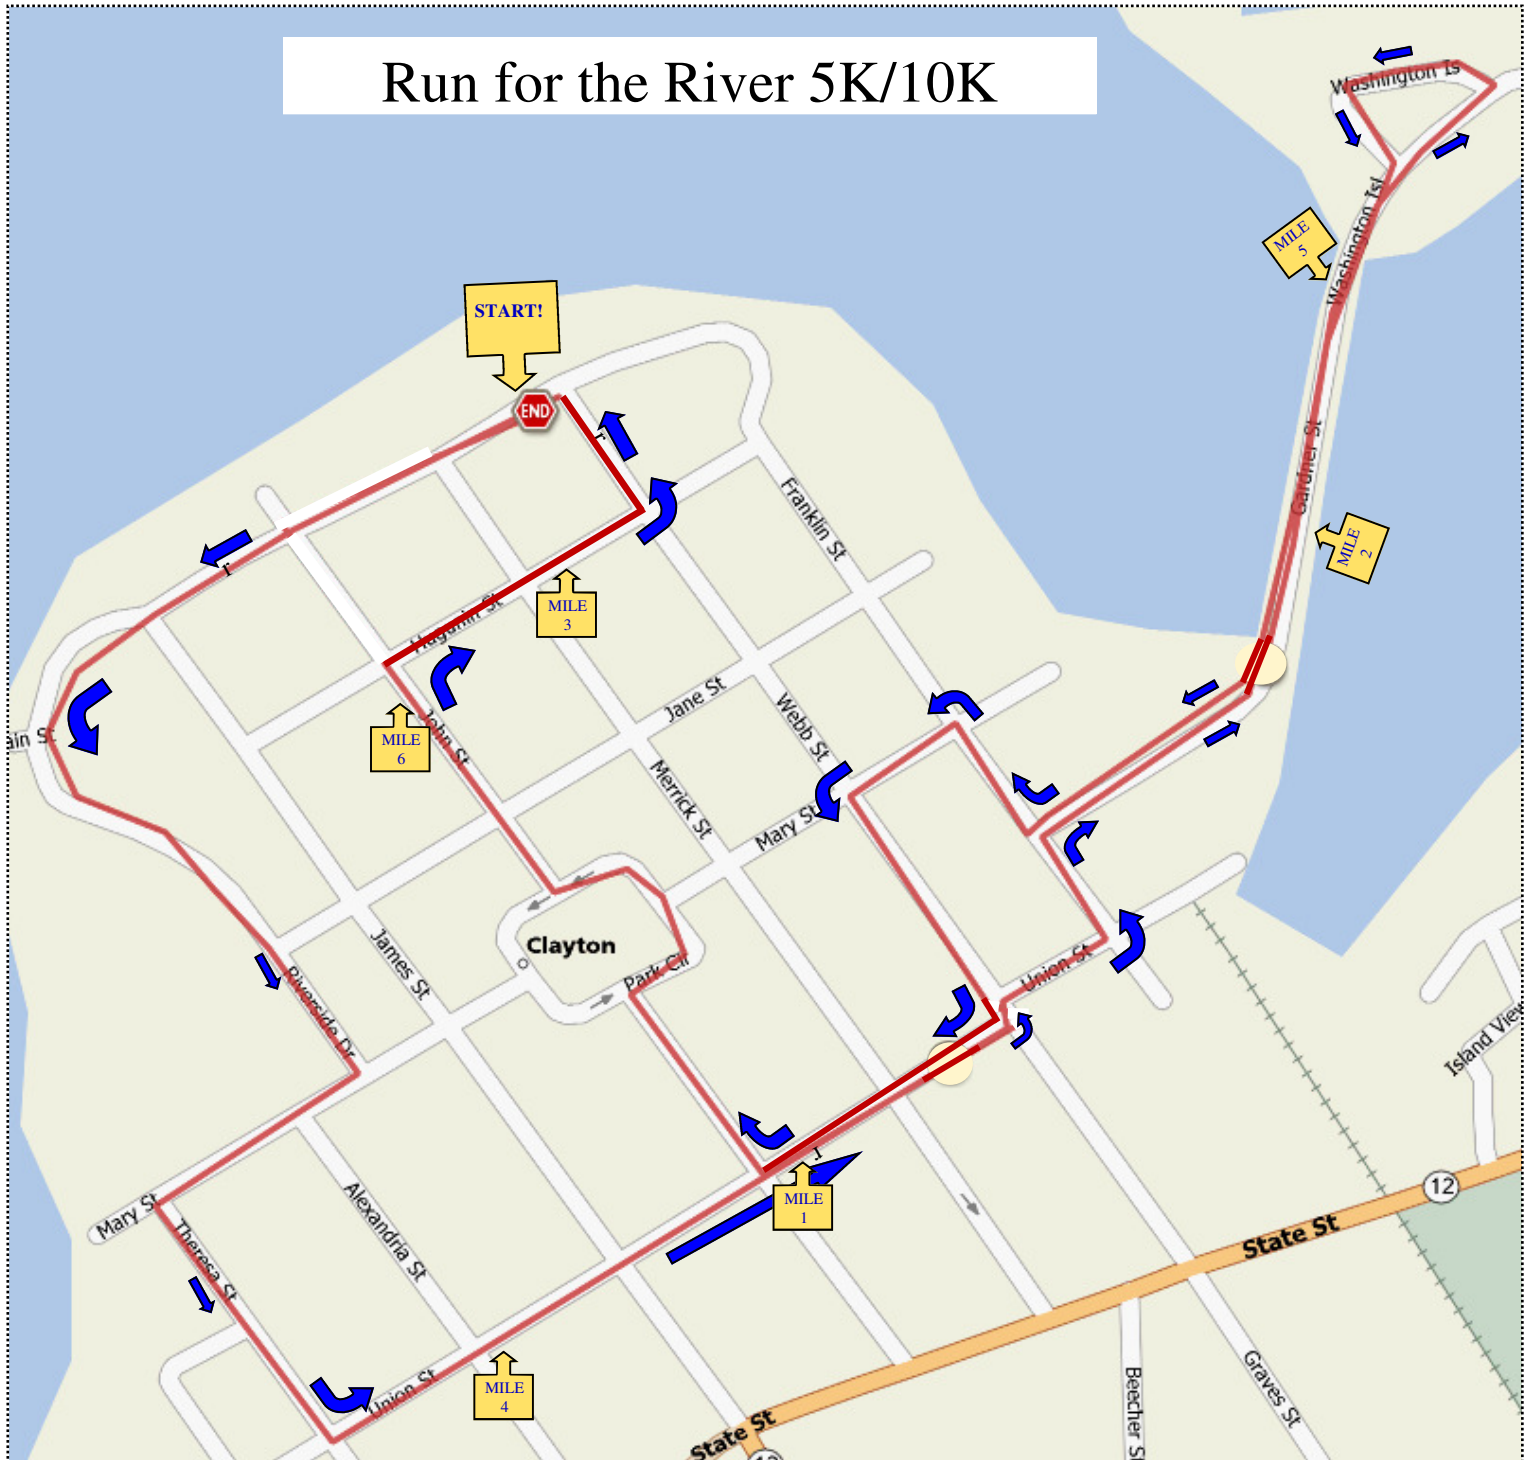 Run for the River 5K/10K
Washington Is
Washington Isl
MILE
5
START!
END
r
Gardner St
Franklin St
MILE
2
r
MILE
3
Hugunin St
ain St
MILE
6
John St
Jane St
Webb St
Merrick St
Mary St
Clayton
Park Cir
James St
Riverside Dr
Union St
Island View
r
MILE
1
12
State St
Mary St
Theresa St
Alexandria St
MILE
4
Union St
Beecher S
Graves St
State St
12